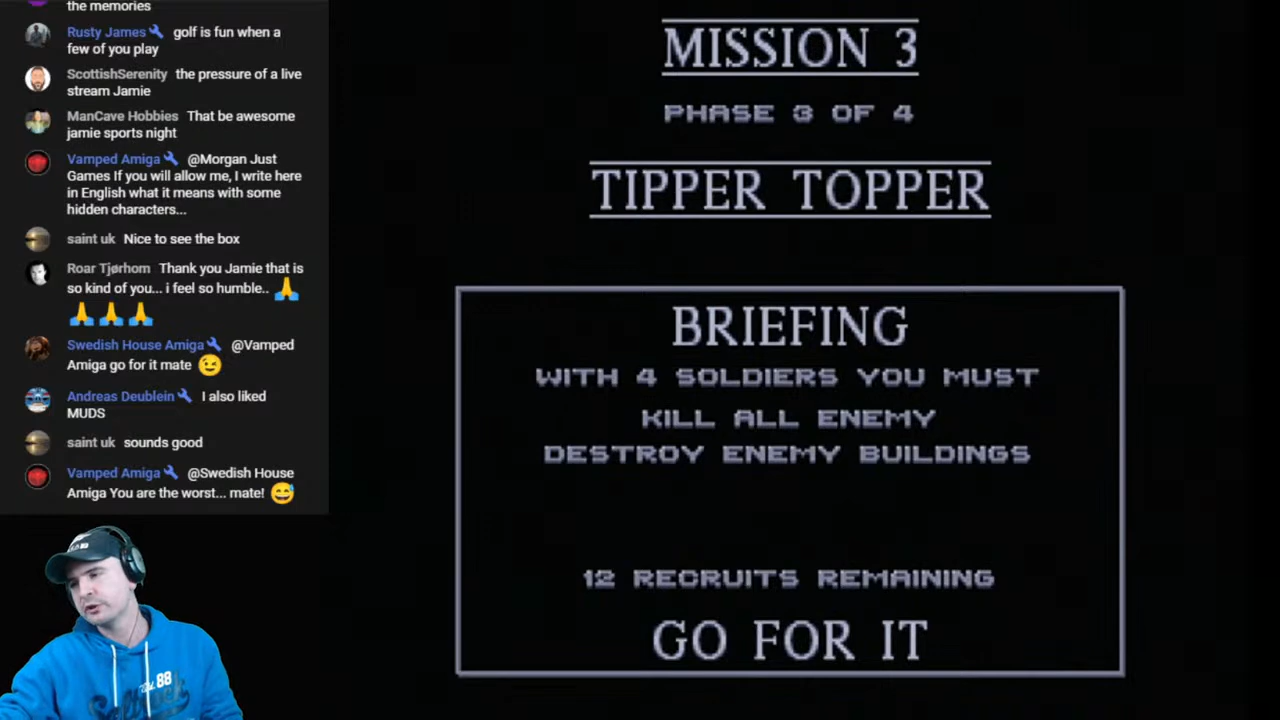 the memories
Rusty James golf is fun when a
few of you play
ScottishSerenity the pressure of a live
stream Jamie
ManCave Hobbies That be awesome
jamie sports night
Vamped Amiga @Morgan Just
Games If you will allow me, I write here
in English what it means with some
hidden characters...
saint uk Nice to see the box
Roar Tjørhom Thank you Jamie that is
so kind of you... i feel so humble.. 🙏
🙏🙏🙏
Swedish House Amiga @Vamped
Amiga go for it mate 😉
Andreas Deublein I also liked
MUDS
saint uk sounds good
Vamped Amiga @Swedish House
Amiga You are the worst... mate! 😅
MISSION 3
PHASE 3 OF 4
TIPPER TOPPER
BRIEFING
WITH 4 SOLDIERS YOU MUST
KILL ALL ENEMY
DESTROY ENEMY BUILDINGS
12 RECRUITS REMAINING
GO FOR IT
88